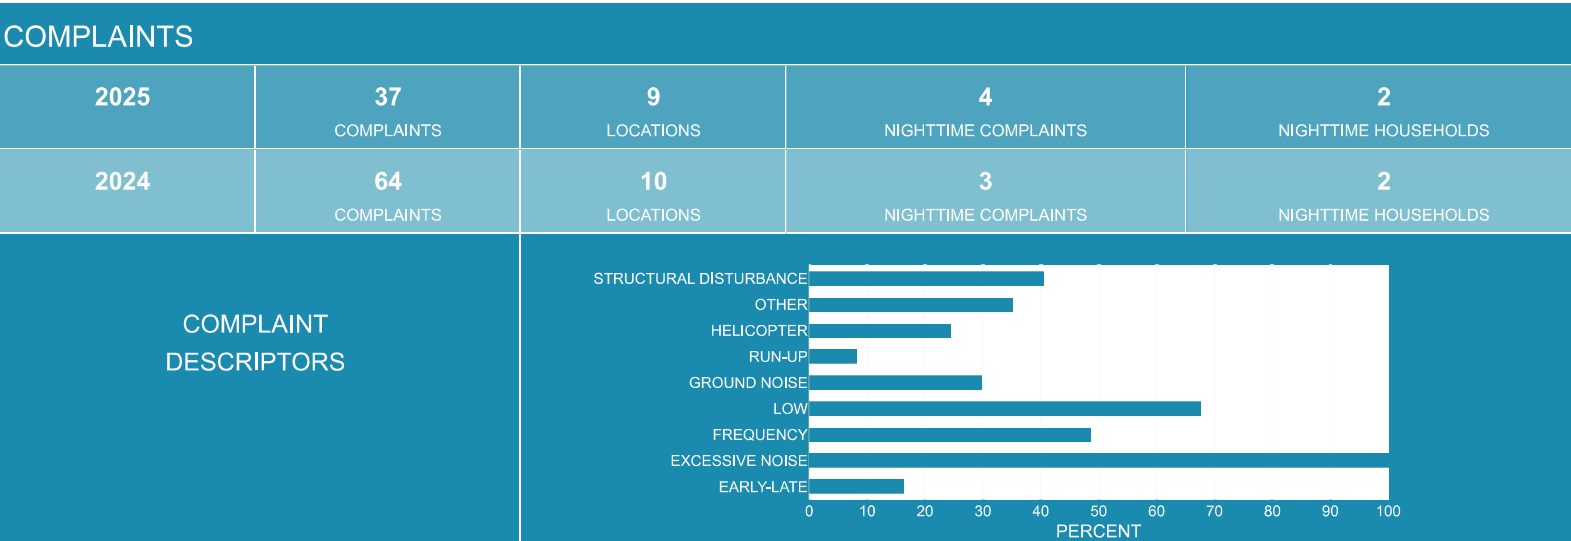 COMPLAINTS
2025
37
COMPLAINTS
9
LOCATIONS
4
NIGHTTIME COMPLAINTS
2
NIGHTTIME HOUSEHOLDS
2024
64
COMPLAINTS
10
LOCATIONS
3
NIGHTTIME COMPLAINTS
2
NIGHTTIME HOUSEHOLDS
COMPLAINT
DESCRIPTORS
STRUCTURAL DISTURBANCE
OTHER
HELICOPTER
RUN-UP
GROUND NOISE
LOW
FREQUENCY
EXCESSIVE NOISE
EARLY-LATE
0 10 20 30 40 50 60 70 80 90 100
PERCENT